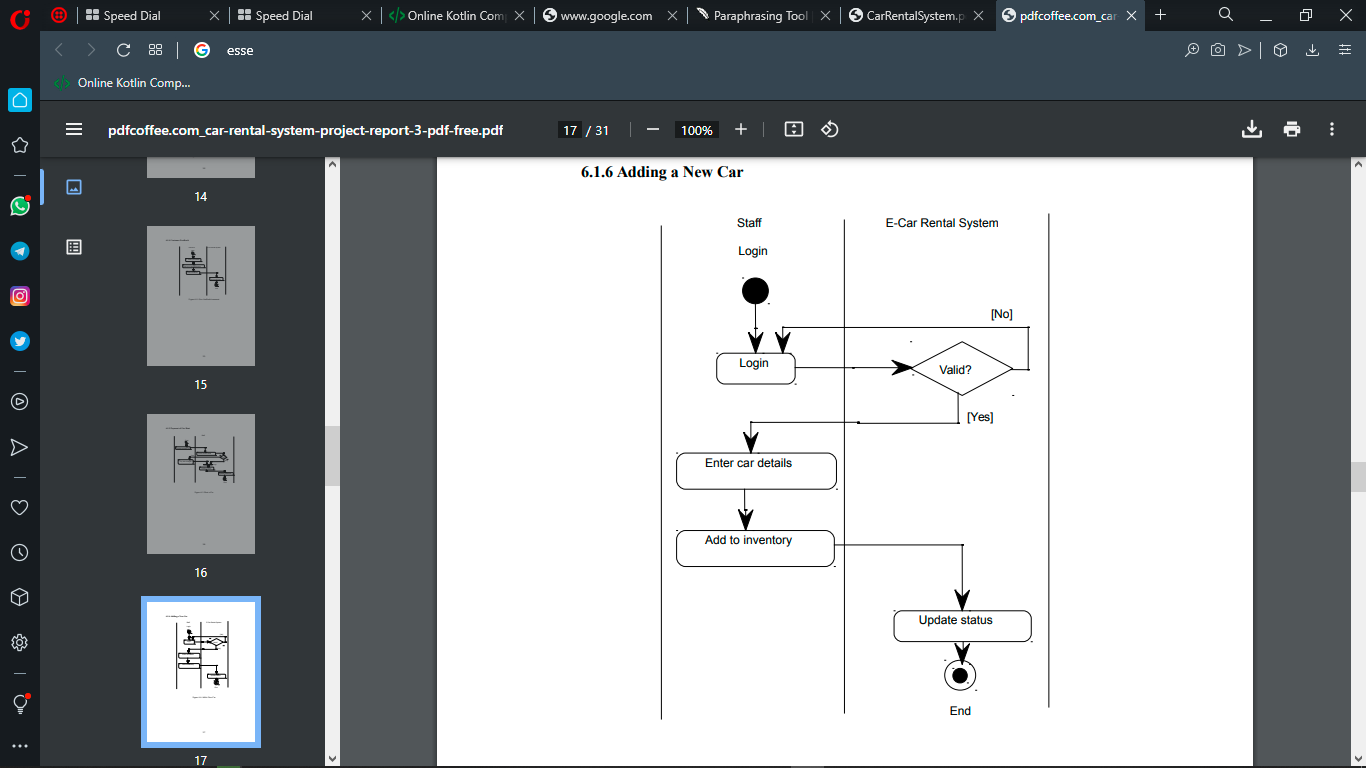 Speed Dial
Speed Dial
Online Kotlin Com
www.google.com
Paraphrasing Tool
CarRentalSystem.p
pdfcoffee.com_car
esse
Online Kotlin Comp...
pdfcoffee.com_car-rental-system-project-report-3-pdf-free.pdf
17 / 31
100%
14
15
16
17
6.1.6 Adding a New Car
Staff
E-Car Rental System
Login
[No]
Login
Valid?
[Yes]
Enter car details
Add to inventory
Update status
End